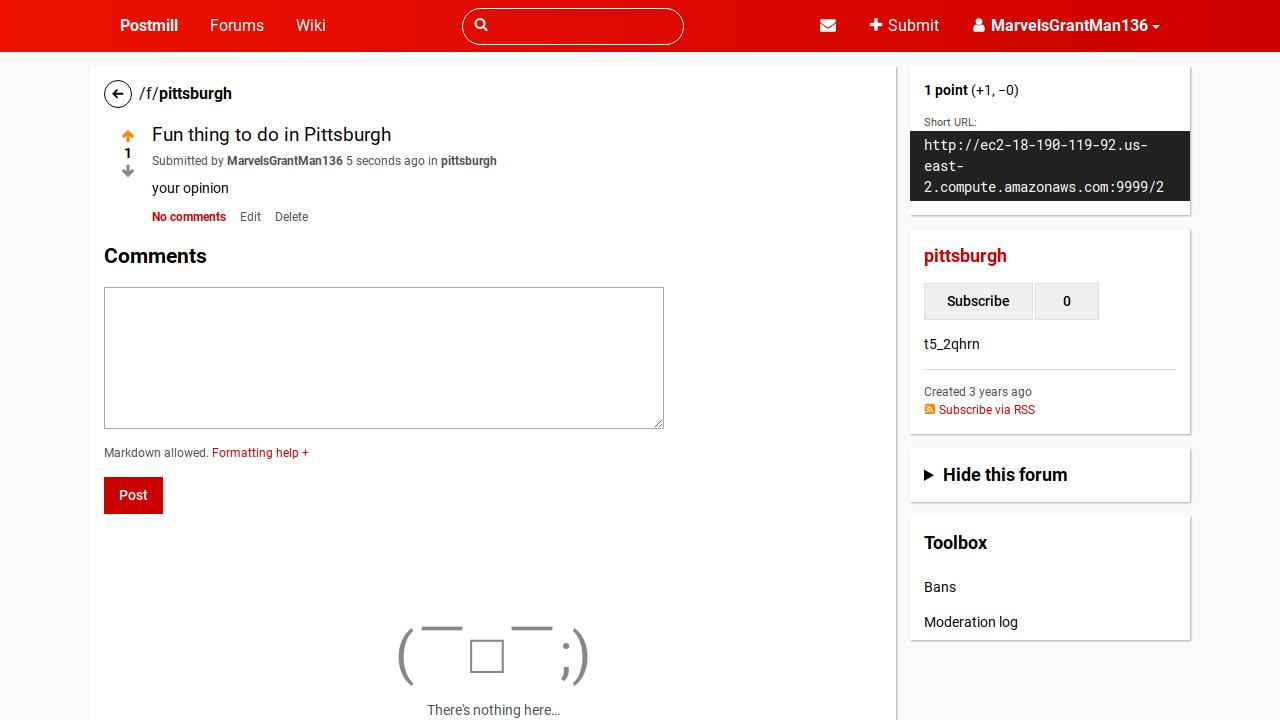 Postmill Forums Wiki Submit MarvelsGrantMan136
/f/pittsburgh
Fun thing to do in Pittsburgh
1
Submitted by MarvelsGrantMan136 5 seconds ago in pittsburgh
your opinion
No comments Edit Delete
Comments
Markdown allowed. Formatting help +
Post
(￣□￣;)
There's nothing here…
1 point (+1, −0)
Short URL:
http://ec2-18-190-119-92.us-
east-
2.compute.amazonaws.com:9999/2
pittsburgh
Subscribe 0
t5_2qhrn
Created 3 years ago
Subscribe via RSS
Hide this forum
Toolbox
Bans
Moderation log